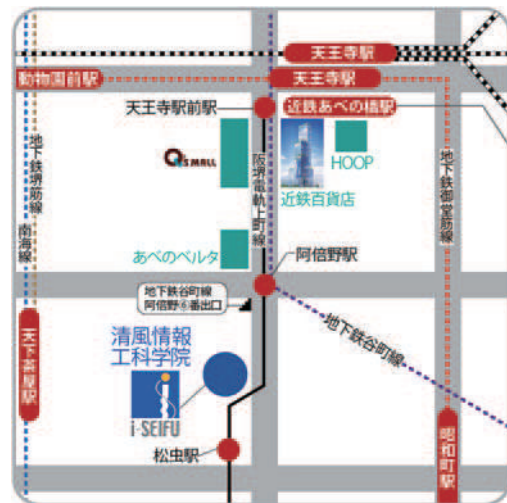 天王寺駅
動物園前駅
天王寺駅
天王寺駅前駅
近鉄あべの橋駅
Q'S MALL
HOOP
近鉄百貨店
地下鉄堺筋線
南海線
阪堺電軌上町線
地下鉄御堂筋線
あべのベルタ
阿倍野駅
地下鉄谷町線
阿倍野⑥番出口
地下鉄谷町線
清風情報
工科学院
i-SEIFU
天下茶屋駅
松虫駅
昭和町駅